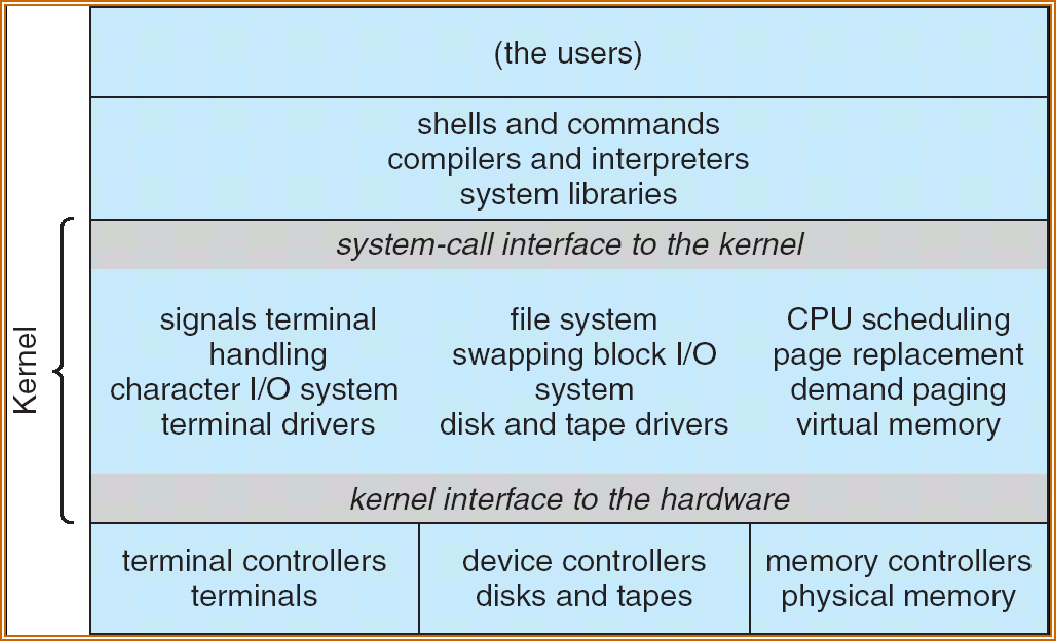 (the users)
shells and commands
compilers and interpreters
system libraries
Kernel
system-call interface to the kernel
signals terminal
handling
character I/O system
terminal drivers
file system
swapping block I/O
system
disk and tape drivers
CPU scheduling
page replacement
demand paging
virtual memory
kernel interface to the hardware
terminal controllers
terminals
device controllers
disks and tapes
memory controllers
physical memory